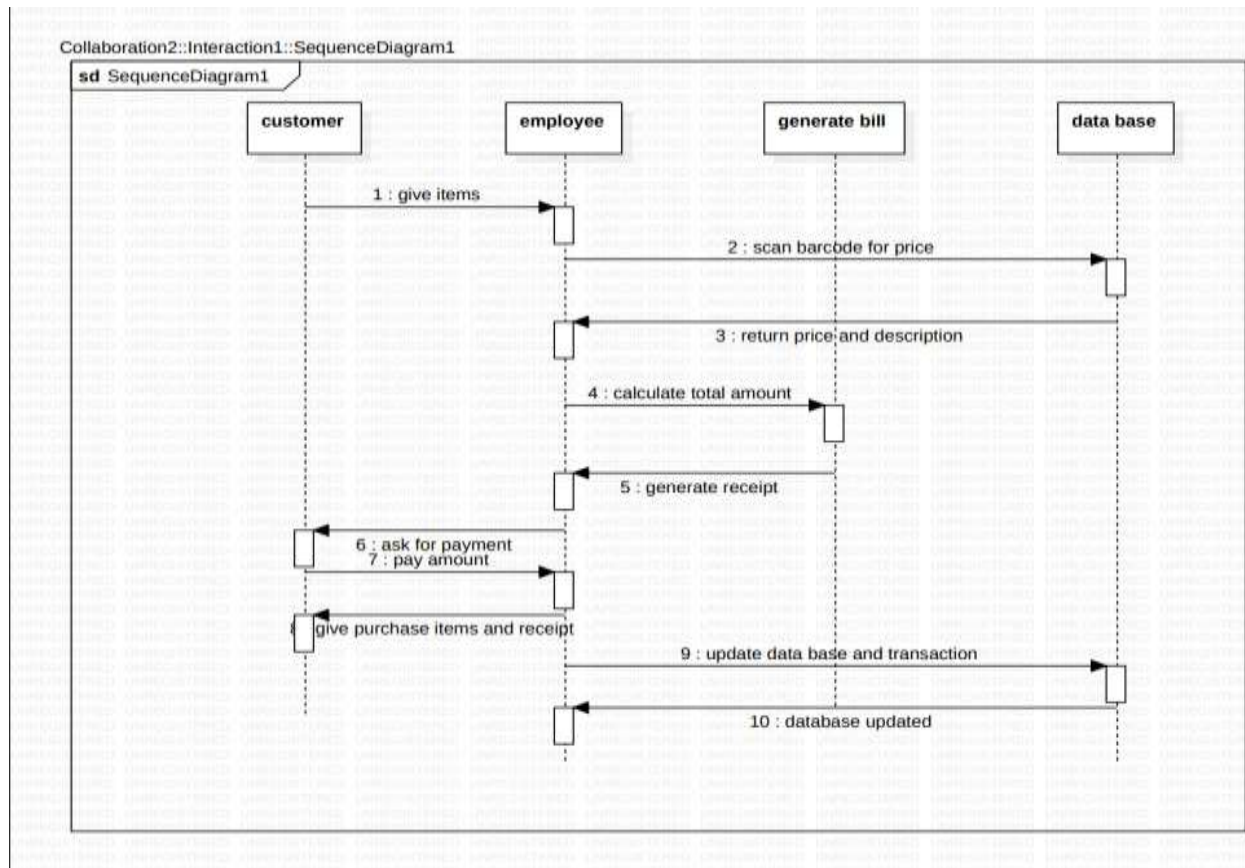 Collaboration2::Interaction1::SequenceDiagram1
sd SequenceDiagram1
customer
employee
generate bill
data base
1 : give items
2 : scan barcode for price
3 : return price and description
4 : calculate total amount
5 : generate receipt
6 : ask for payment
7 : pay amount
give purchase items and receipt
9 : update data base and transaction
10 : database updated